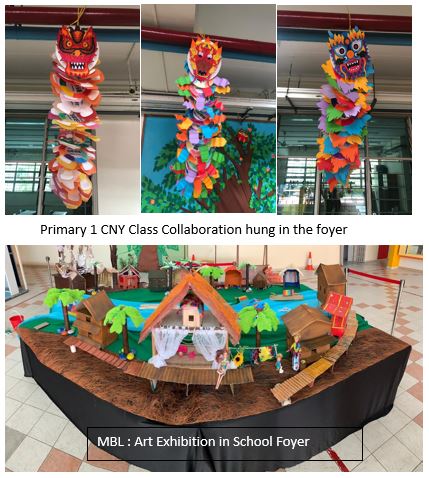 Primary 1 CNY Class Collaboration hung in the foyer
MBL : Art Exhibition in School Foyer